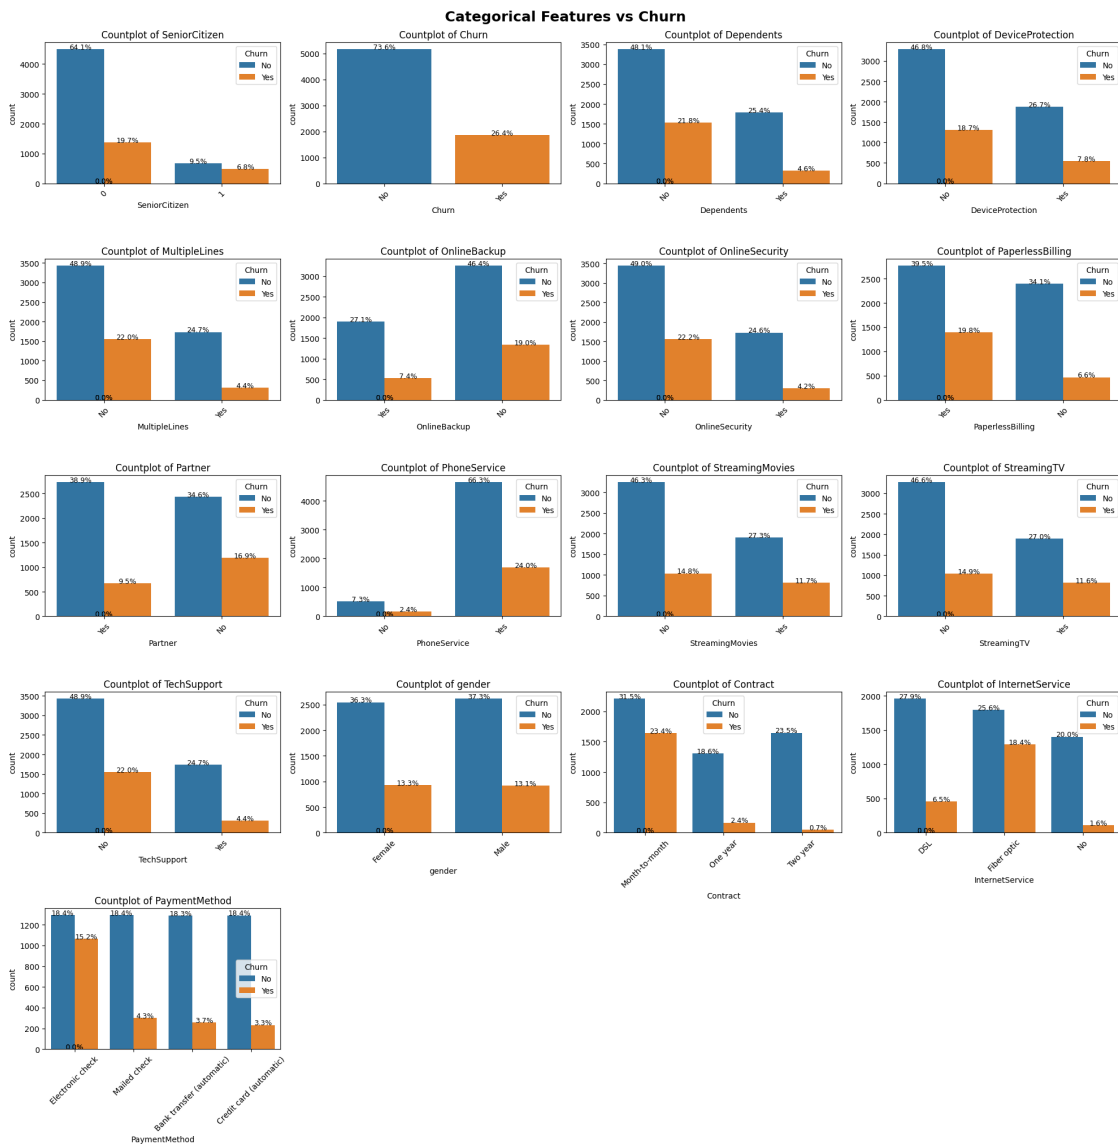 Categorical Features vs Churn
Countplot of SeniorCitizen
64.1%
19.7%
9.5%
6.8%
0.0%
Churn
No
Yes
count
4000
3000
2000
1000
0
0
1
SeniorCitizen
Countplot of Churn
73.6%
26.4%
count
5000
4000
3000
2000
1000
0
No
Yes
Churn
Countplot of Dependents
48.1%
21.8%
25.4%
4.6%
0.0%
Churn
No
Yes
count
3500
3000
2500
2000
1500
1000
500
0
No
Yes
Dependents
Countplot of DeviceProtection
46.8%
18.7%
26.7%
7.8%
0.0%
Churn
No
Yes
count
3000
2500
2000
1500
1000
500
0
No
Yes
DeviceProtection
Countplot of MultipleLines
48.9%
22.0%
24.7%
4.4%
0.0%
Churn
No
Yes
count
3500
3000
2500
2000
1500
1000
500
0
No
Yes
MultipleLines
Countplot of OnlineBackup
27.1%
7.4%
46.4%
19.0%
0.0%
Churn
No
Yes
count
3000
2500
2000
1500
1000
500
0
Yes
No
OnlineBackup
Countplot of OnlineSecurity
49.0%
22.2%
24.6%
4.2%
0.0%
Churn
No
Yes
count
3500
3000
2500
2000
1500
1000
500
0
No
Yes
OnlineSecurity
Countplot of PaperlessBilling
39.5%
19.8%
34.1%
6.6%
0.0%
Churn
No
Yes
count
2500
2000
1500
1000
500
0
Yes
No
PaperlessBilling
Countplot of Partner
38.9%
9.5%
34.6%
16.9%
0.0%
Churn
No
Yes
count
2500
2000
1500
1000
500
0
Yes
No
Partner
Countplot of PhoneService
7.3%
2.4%
66.3%
24.0%
0.0%
Churn
No
Yes
count
4000
3000
2000
1000
0
No
Yes
PhoneService
Countplot of StreamingMovies
46.3%
14.8%
27.3%
11.7%
0.0%
Churn
No
Yes
count
3000
2500
2000
1500
1000
500
0
No
Yes
StreamingMovies
Countplot of StreamingTV
46.6%
14.9%
27.0%
11.6%
0.0%
Churn
No
Yes
count
3000
2500
2000
1500
1000
500
0
No
Yes
StreamingTV
Countplot of TechSupport
48.9%
22.0%
24.7%
4.4%
0.0%
Churn
No
Yes
count
3500
3000
2500
2000
1500
1000
500
0
No
Yes
TechSupport
Countplot of gender
36.3%
13.3%
37.3%
13.1%
0.0%
Churn
No
Yes
count
2500
2000
1500
1000
500
0
Female
Male
gender
Countplot of Contract
31.5%
23.4%
18.6%
2.4%
23.5%
0.7%
0.0%
Churn
No
Yes
count
2000
1500
1000
500
0
Month-to-month
One year
Two year
Contract
Countplot of InternetService
27.9%
6.5%
25.6%
18.4%
20.0%
1.6%
0.0%
Churn
No
Yes
count
2000
1500
1000
500
0
DSL
Fiber optic
No
InternetService
Countplot of PaymentMethod
18.4%
15.2%
18.4%
4.3%
18.3%
3.7%
18.4%
3.3%
0.0%
Churn
No
Yes
count
1200
1000
800
600
400
200
0
Electronic check
Mailed check
Bank transfer (automatic)
Credit card (automatic)
PaymentMethod